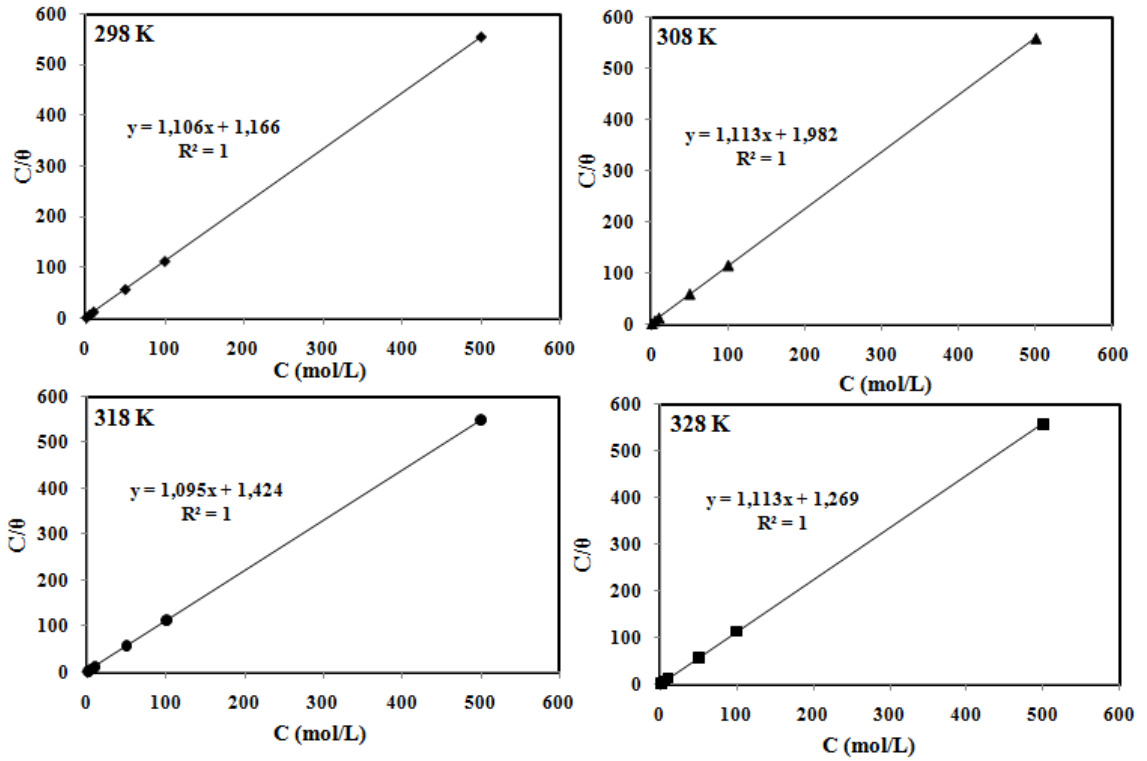 298 K
y = 1,106x + 1,166
R² = 1
C/θ
600
500
400
300
200
100
0
0 100 200 300 400 500 600
C (mol/L)
308 K
y = 1,113x + 1,982
R² = 1
C/θ
600
500
400
300
200
100
0
0 100 200 300 400 500 600
C (mol/L)
318 K
y = 1,095x + 1,424
R² = 1
C/θ
600
500
400
300
200
100
0
0 100 200 300 400 500 600
C (mol/L)
328 K
y = 1,113x + 1,269
R² = 1
C/θ
600
500
400
300
200
100
0
0 100 200 300 400 500 600
C (mol/L)